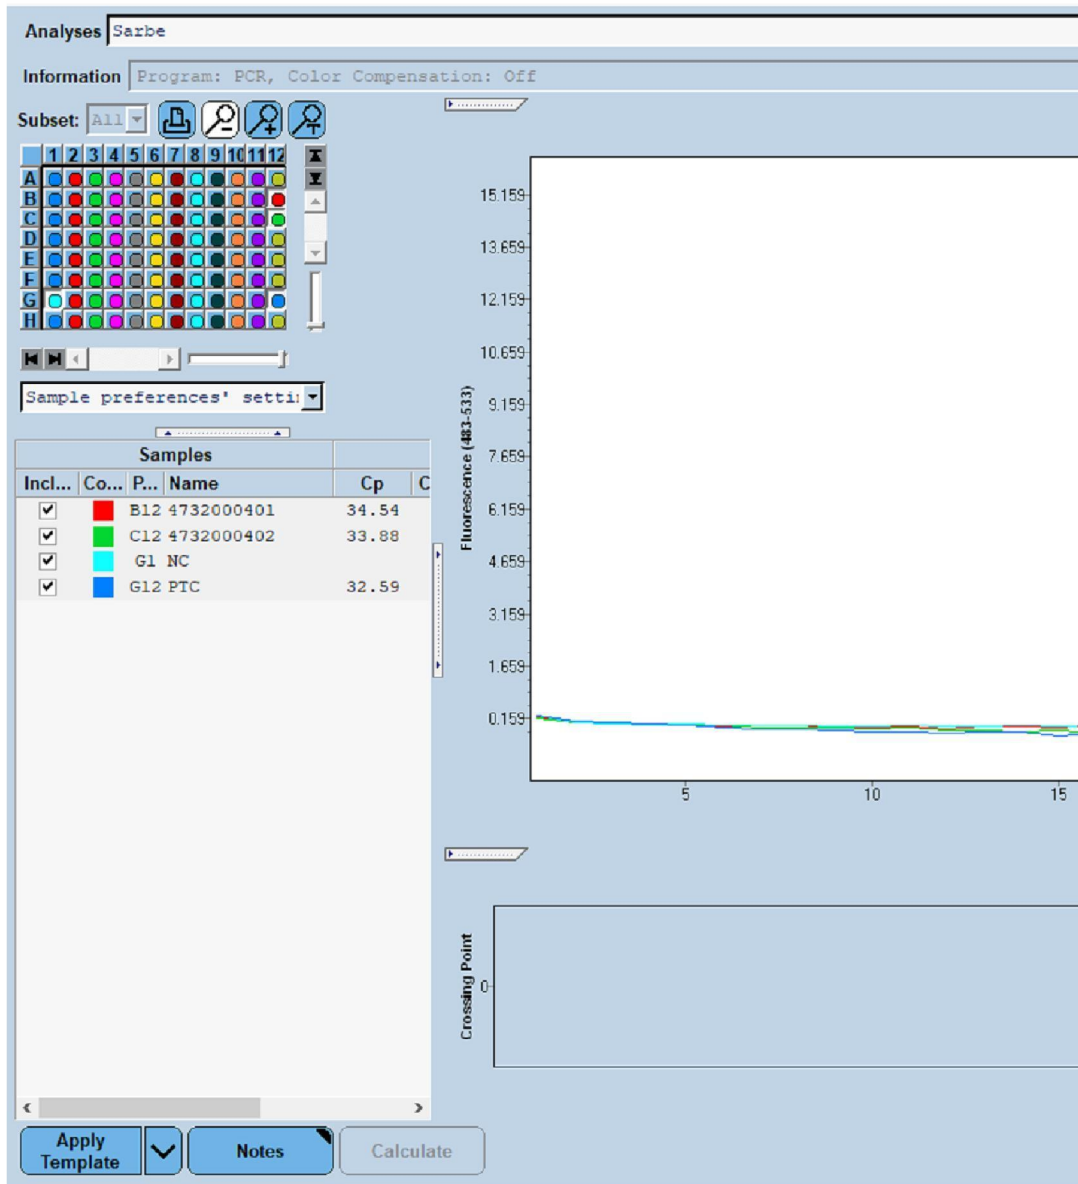 Analyses Sarbe
Information Program: PCR, Color Compensation: Off
Subset: All
1 2 3 4 5 6 7 8 9 10 11 12
A
B
C
D
E
F
G
H
Sample preferences' setti
Samples
Incl... Co... P... Name Cp C
B12 4732000401 34.54
C12 4732000402 33.88
G1 NC
G12 PTC 32.59
Apply Template
Notes
Calculate
Fluorescence (483-533)
15.159
13.659
12.159
10.659
9.159
7.659
6.159
4.659
3.159
1.659
0.159
5 10 15
Crossing Point
0